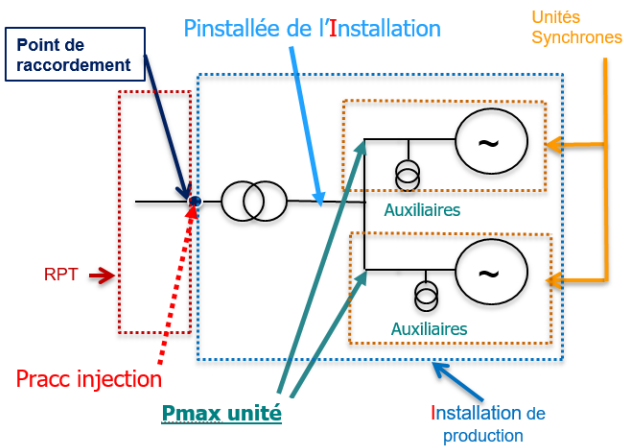 Unités
Synchrones
Pinstallée de l'Installation
Point de
raccordement
~
Auxiliaires
RPT
~
Auxiliaires
Pracc injection
Pmax unité
Installation de
production